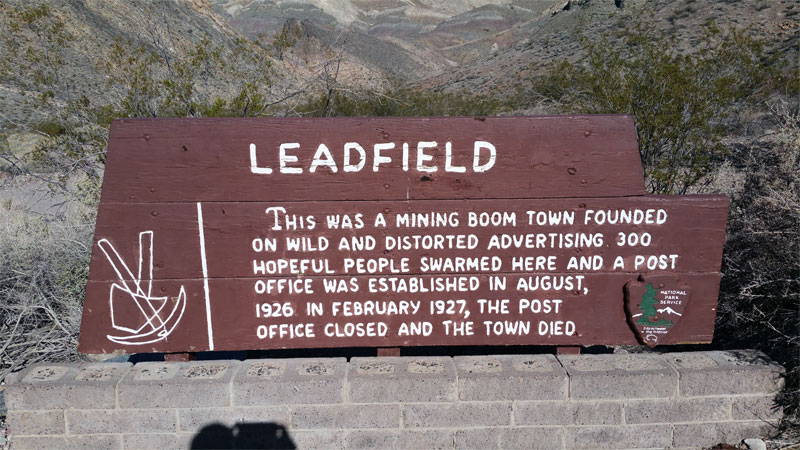 LEADFIELD
THIS WAS A MINING BOOM TOWN FOUNDED
ON WILD AND DISTORTED ADVERTISING. 300
HOPEFUL PEOPLE SWARMED HERE AND A POST
OFFICE WAS ESTABLISHED IN AUGUST,
1926. IN FEBRUARY 1927, THE POST
OFFICE CLOSED AND THE TOWN DIED.
NATIONAL
PARK
SERVICE